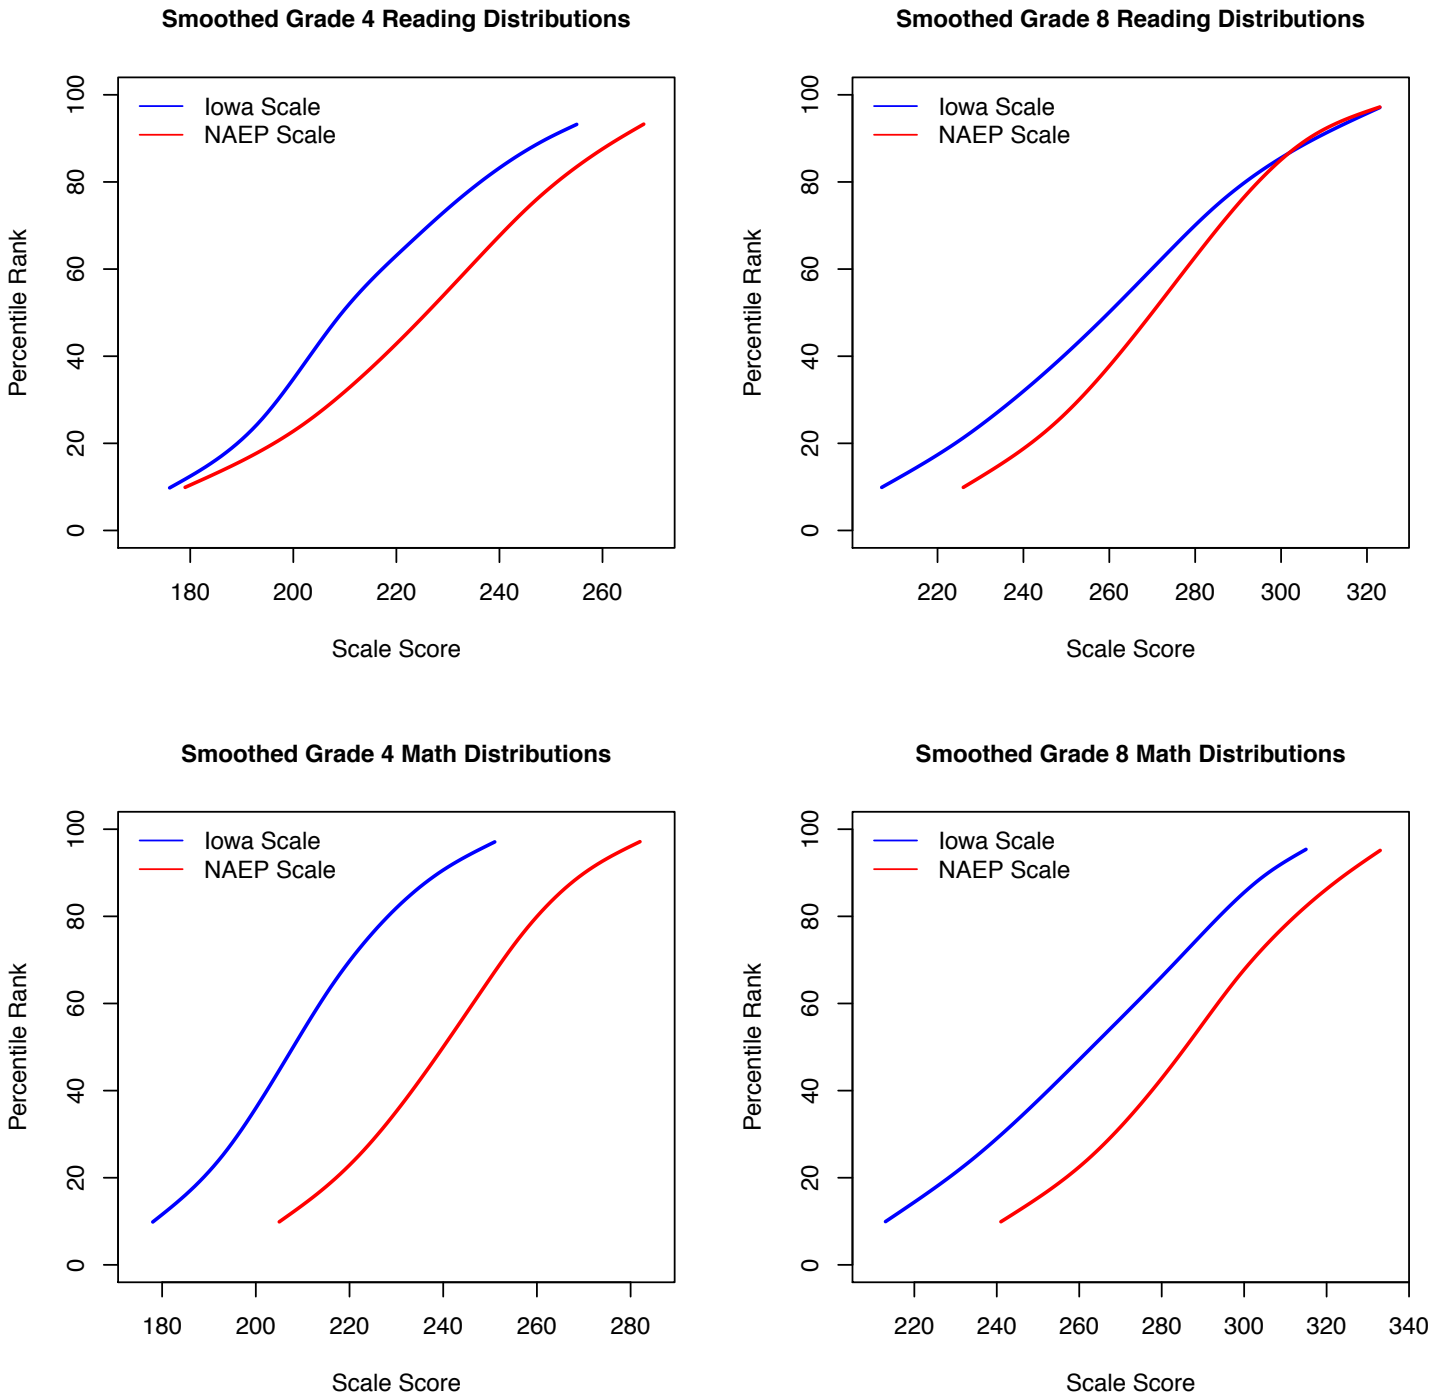 Smoothed Grade 4 Reading Distributions
Percentile Rank
100
80
60
40
20
0
Iowa Scale
NAEP Scale
180 200 220 240 260
Scale Score
Smoothed Grade 8 Reading Distributions
Percentile Rank
100
80
60
40
20
0
Iowa Scale
NAEP Scale
220 240 260 280 300 320
Scale Score
Smoothed Grade 4 Math Distributions
Percentile Rank
100
80
60
40
20
0
Iowa Scale
NAEP Scale
180 200 220 240 260 280
Scale Score
Smoothed Grade 8 Math Distributions
Percentile Rank
100
80
60
40
20
0
Iowa Scale
NAEP Scale
220 240 260 280 300 320 340
Scale Score